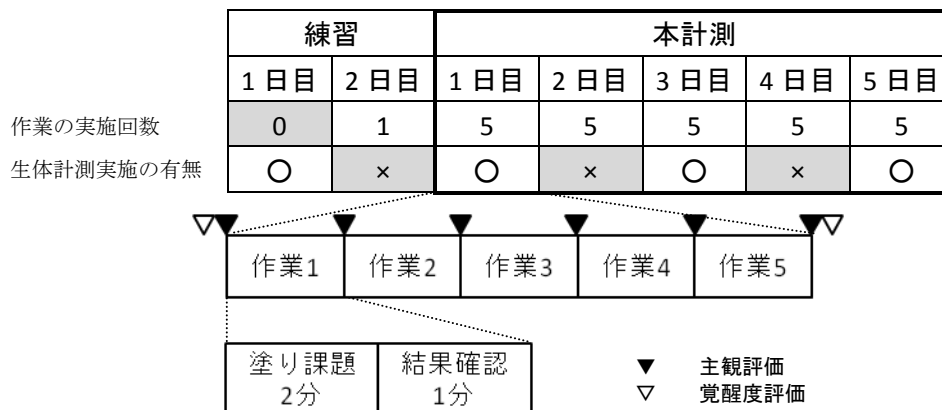 練習 本計測
1日目 2日目 1日目 2日目 3日目 4日目 5日目
作業の実施回数 0 1 5 5 5 5 5
生体計測実施の有無 ○ × ○ × ○ × ○
作業1 作業2 作業3 作業4 作業5
塗り課題 結果確認
2分 1分
▼ 主観評価
▽ 覚醒度評価